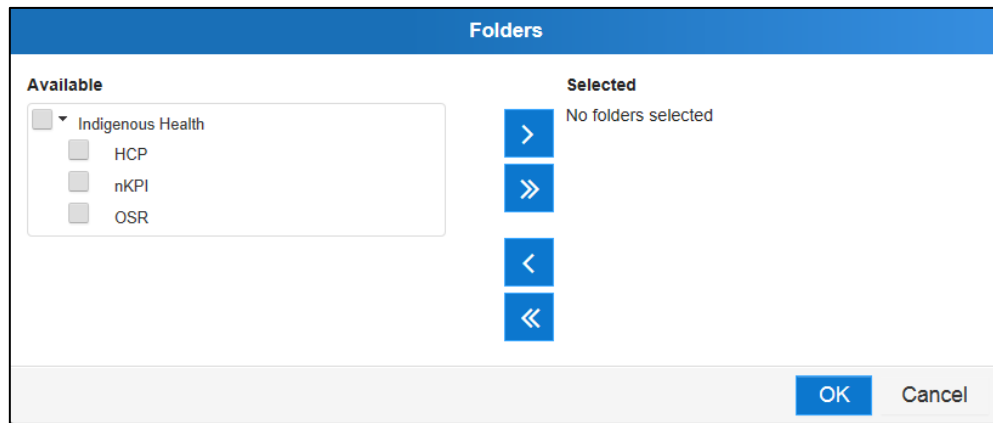 Folders
Available
Indigenous Health
HCP
nKPI
OSR
Selected
No folders selected
OK
Cancel